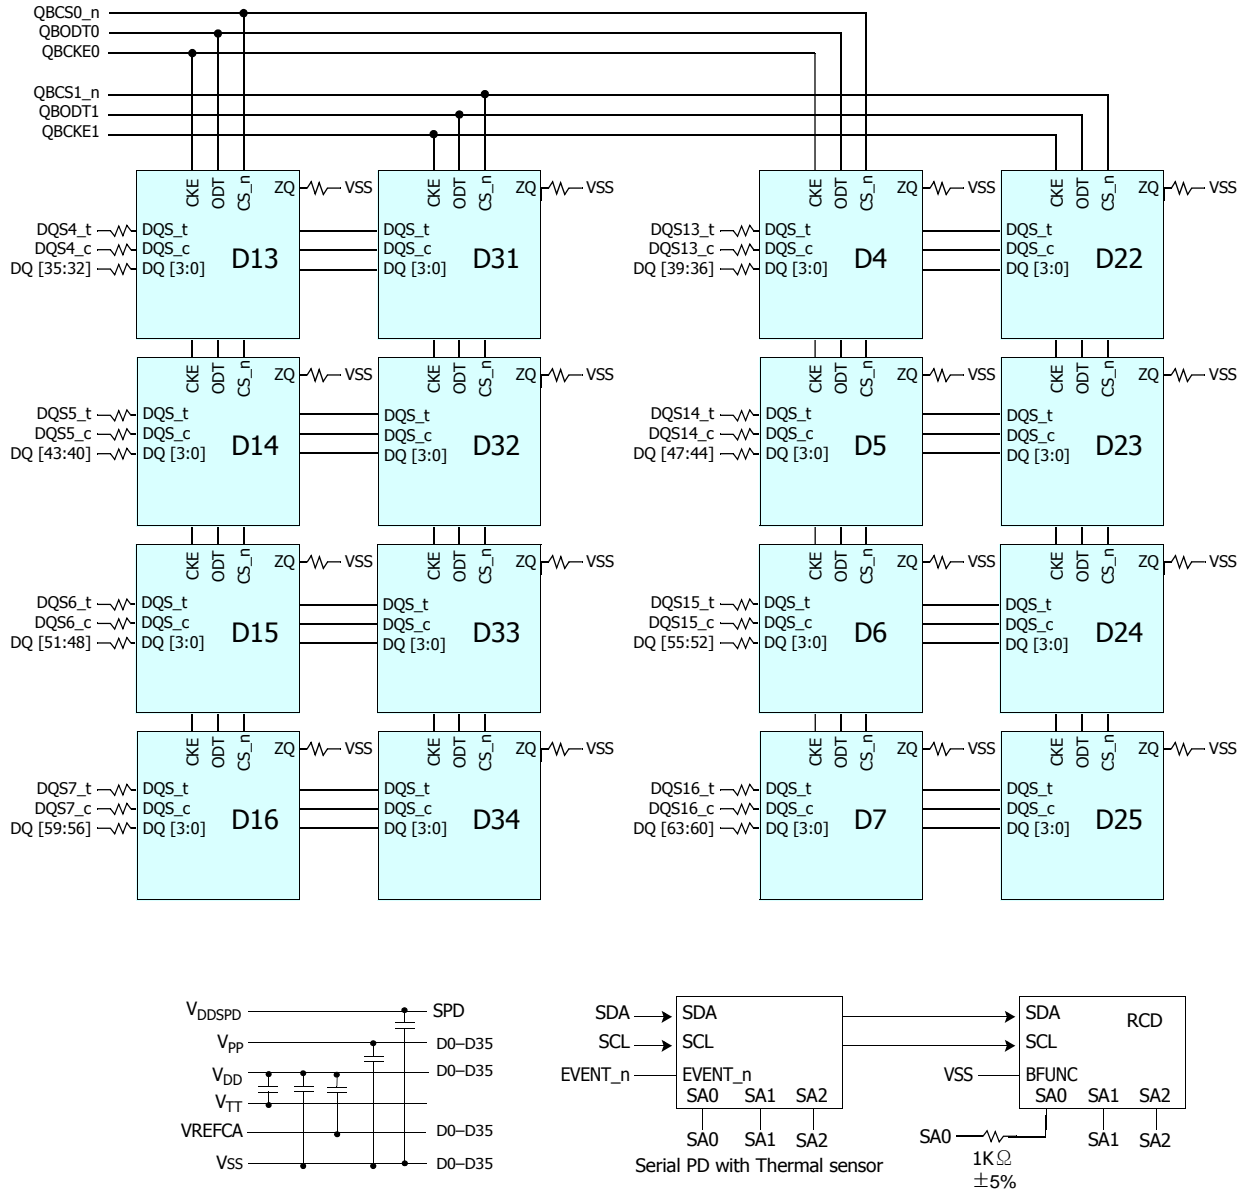 QBCS0_n
QBODT0
QBCKE0
QBCS1_n
QBODT1
QBCKE1
CKE ODT CS_n ZQ VSS CKE ODT CS_n ZQ VSS CKE ODT CS_n ZQ VSS CKE ODT CS_n ZQ VSS
DQS4_t DQS_t DQS_t DQS13_t DQS_t DQS_t
DQS4_c DQS_c D13 DQS_c D31 DQS13_c DQS_c D4 DQS_c D22
DQ [35:32] DQ [3:0] DQ [3:0] DQ [39:36] DQ [3:0] DQ [3:0]
CKE ODT CS_n ZQ VSS CKE ODT CS_n ZQ VSS CKE ODT CS_n ZQ VSS CKE ODT CS_n ZQ VSS
DQS5_t DQS_t DQS_t DQS14_t DQS_t DQS_t
DQS5_c DQS_c D14 DQS_c D32 DQS14_c DQS_c D5 DQS_c D23
DQ [43:40] DQ [3:0] DQ [3:0] DQ [47:44] DQ [3:0] DQ [3:0]
CKE ODT CS_n ZQ VSS CKE ODT CS_n ZQ VSS CKE ODT CS_n ZQ VSS CKE ODT CS_n ZQ VSS
DQS6_t DQS_t DQS_t DQS15_t DQS_t DQS_t
DQS6_c DQS_c D15 DQS_c D33 DQS15_c DQS_c D6 DQS_c D24
DQ [51:48] DQ [3:0] DQ [3:0] DQ [55:52] DQ [3:0] DQ [3:0]
CKE ODT CS_n ZQ VSS CKE ODT CS_n ZQ VSS CKE ODT CS_n ZQ VSS CKE ODT CS_n ZQ VSS
DQS7_t DQS_t DQS_t DQS16_t DQS_t DQS_t
DQS7_c DQS_c D16 DQS_c D34 DQS16_c DQS_c D7 DQS_c D25
DQ [59:56] DQ [3:0] DQ [3:0] DQ [63:60] DQ [3:0] DQ [3:0]
VDDSPD SPD
VPP D0–D35
VDD D0–D35
VTT
VREFCA D0–D35
VSS D0–D35
SDA SDA SDA RCD
SCL SCL SCL
EVENT_n EVENT_n VSS BFUNC
SA0 SA1 SA2 SA0 SA1 SA2
SA0 SA1 SA2 SA0 SA1 SA2
Serial PD with Thermal sensor 1KΩ
±5%